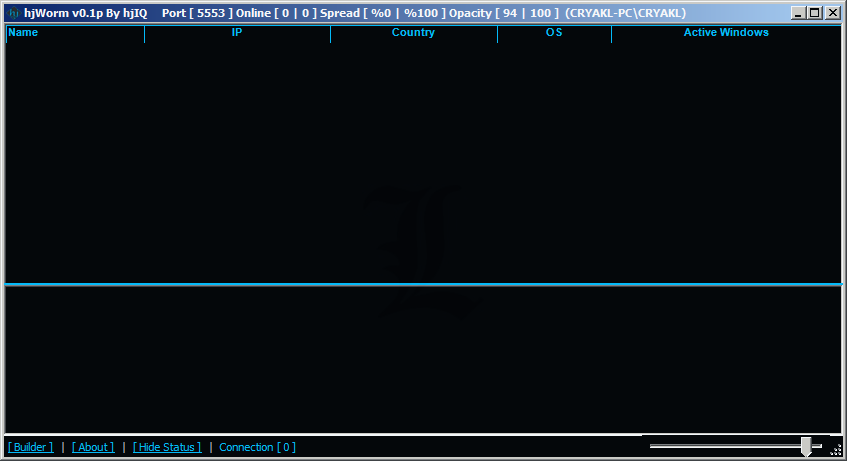 hjWorm v0.1p By hjIQ Port [ 5553 ] Online [ 0 | 0 ] Spread [ %0 | %100 ] Opacity [ 94 | 100 ] (CRYAKL-PC\CRYAKL)
Name IP Country OS Active Windows
[ Builder ] | [ About ] | [ Hide Status ] | Connection [ 0 ]